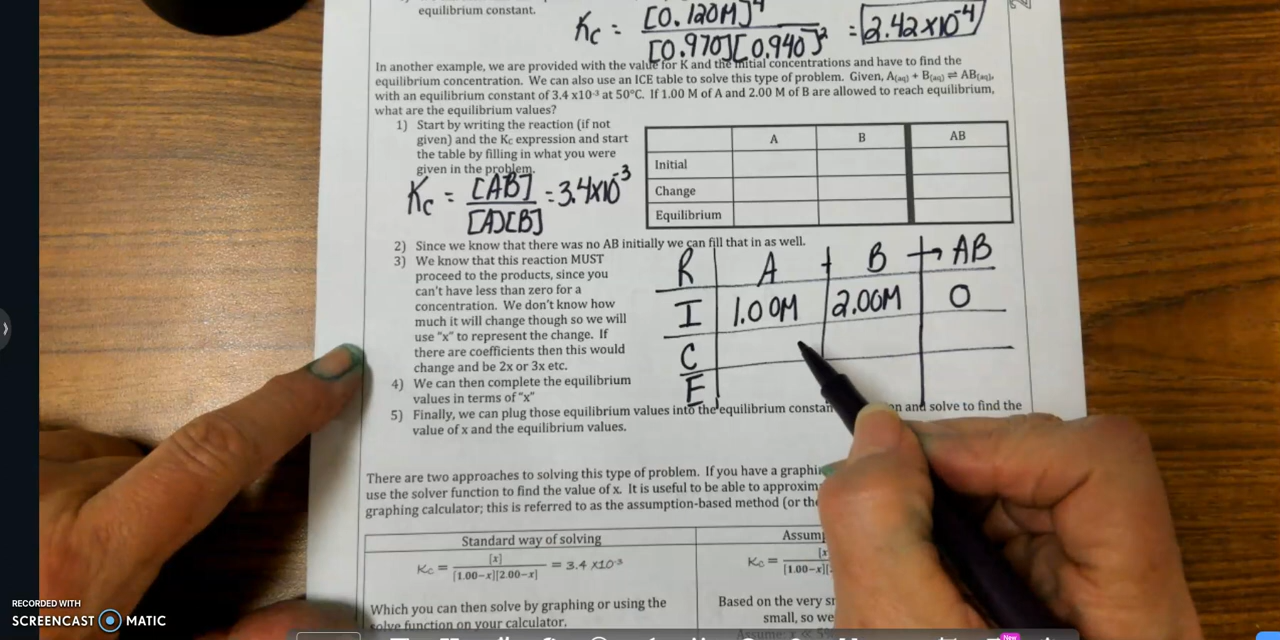 equilibrium constant.
Kc = [0.120M]⁴ / [0.970][0.940]² = 2.42×10⁻⁴
In another example, we are provided with the value for K and the initial concentrations and have to find the
equilibrium concentration. We can also use an ICE table to solve this type of problem. Given, A(aq) + B(aq) ⇌ AB(aq),
with an equilibrium constant of 3.4 x10⁻³ at 50°C. If 1.00 M of A and 2.00 M of B are allowed to reach equilibrium,
what are the equilibrium values?
1) Start by writing the reaction (if not
given) and the Kc expression and start
the table by filling in what you were
given in the problem.
Kc = [AB] / [A][B] = 3.4×10⁻³
A B AB
Initial
Change
Equilibrium
2) Since we know that there was no AB initially we can fill that in as well.
3) We know that this reaction MUST
proceed to the products, since you
can't have less than zero for a
concentration. We don't know how
much it will change though so we will
use "x" to represent the change. If
there are coefficients then this would
change and be 2x or 3x etc.
4) We can then complete the equilibrium
values in terms of "x"
R A + B → AB
I 1.00M 2.00M 0
C
E
5) Finally, we can plug those equilibrium values into the equilibrium constan and solve to find the
value of x and the equilibrium values.
There are two approaches to solving this type of problem. If you have a graphi
use the solver function to find the value of x. It is useful to be able to approxim
graphing calculator; this is referred to as the assumption-based method (or the
Standard way of solving
Kc = [x] / [1.00−x][2.00−x] = 3.4 x10⁻³
Which you can then solve by graphing or using the
solve function on your calculator.
Assum
Kc = [x / [1.00−x][
Based on the very sm
small, so we
RECORDED WITH
SCREENCAST MATIC
New